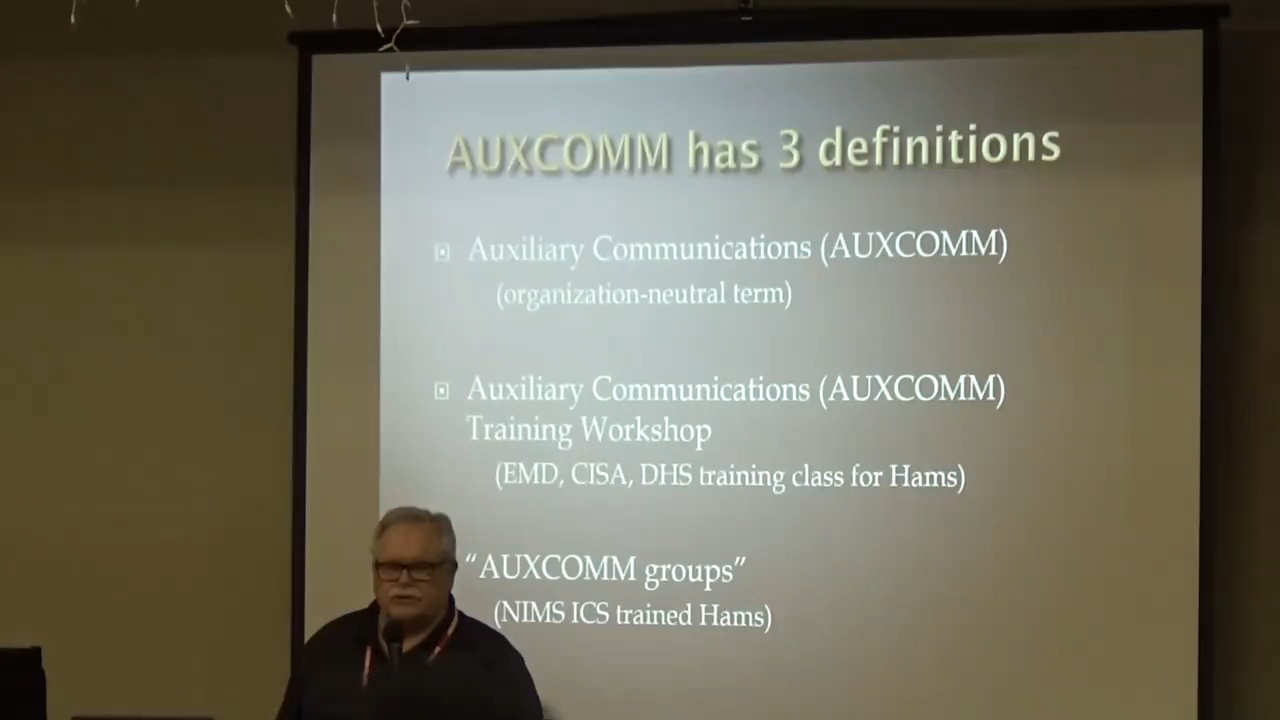 AUXCOMM has 3 definitions
Auxiliary Communications (AUXCOMM)
(organization-neutral term)
Auxiliary Communications (AUXCOMM)
Training Workshop
(EMD, CISA, DHS training class for Hams)
“AUXCOMM groups”
(NIMS ICS trained Hams)